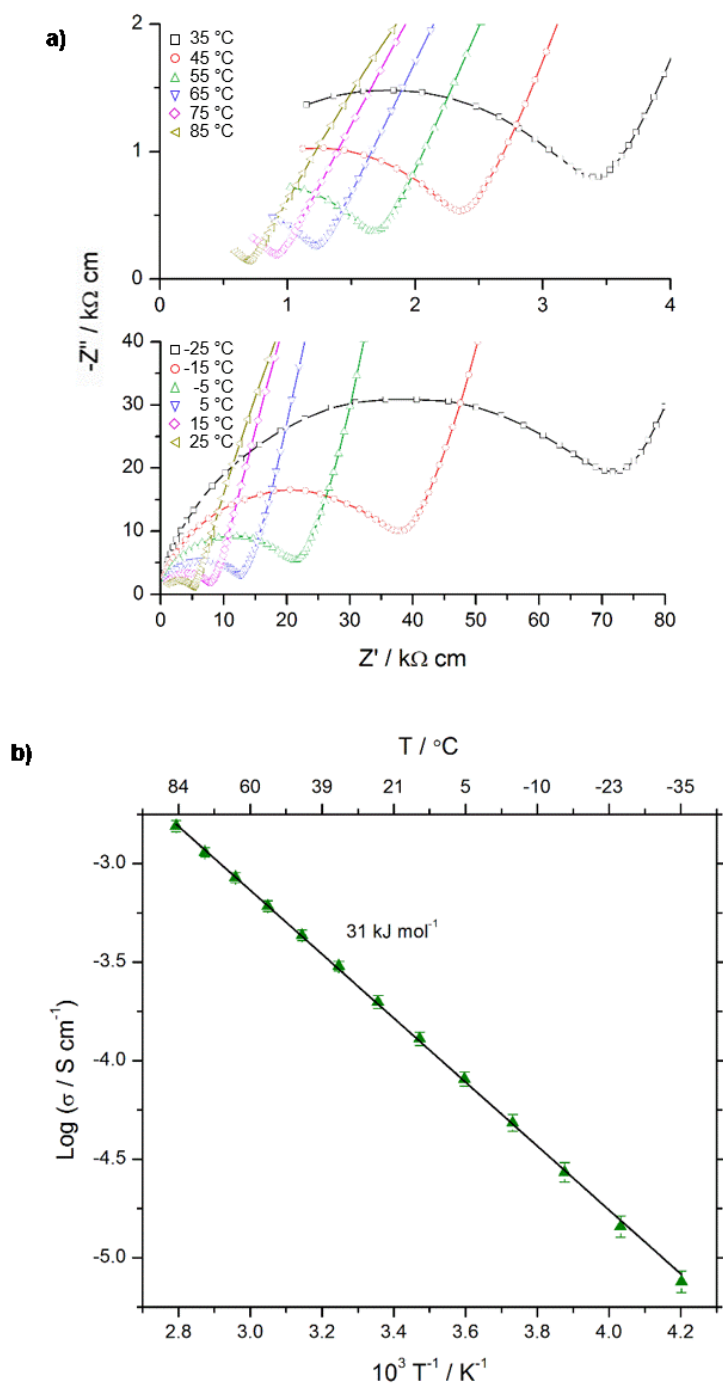 a)
35 °C
45 °C
55 °C
65 °C
75 °C
85 °C
2
1
0
0 1 2 3 4
-Z'' / kΩ cm
-25 °C
-15 °C
-5 °C
5 °C
15 °C
25 °C
40
30
20
10
0
0 10 20 30 40 50 60 70 80
Z' / kΩ cm
b)
T / °C
84 60 39 21 5 -10 -23 -35
-3.0
-3.5
-4.0
-4.5
-5.0
31 kJ mol⁻¹
Log (σ / S cm⁻¹)
2.8 3.0 3.2 3.4 3.6 3.8 4.0 4.2
10³ T⁻¹ / K⁻¹